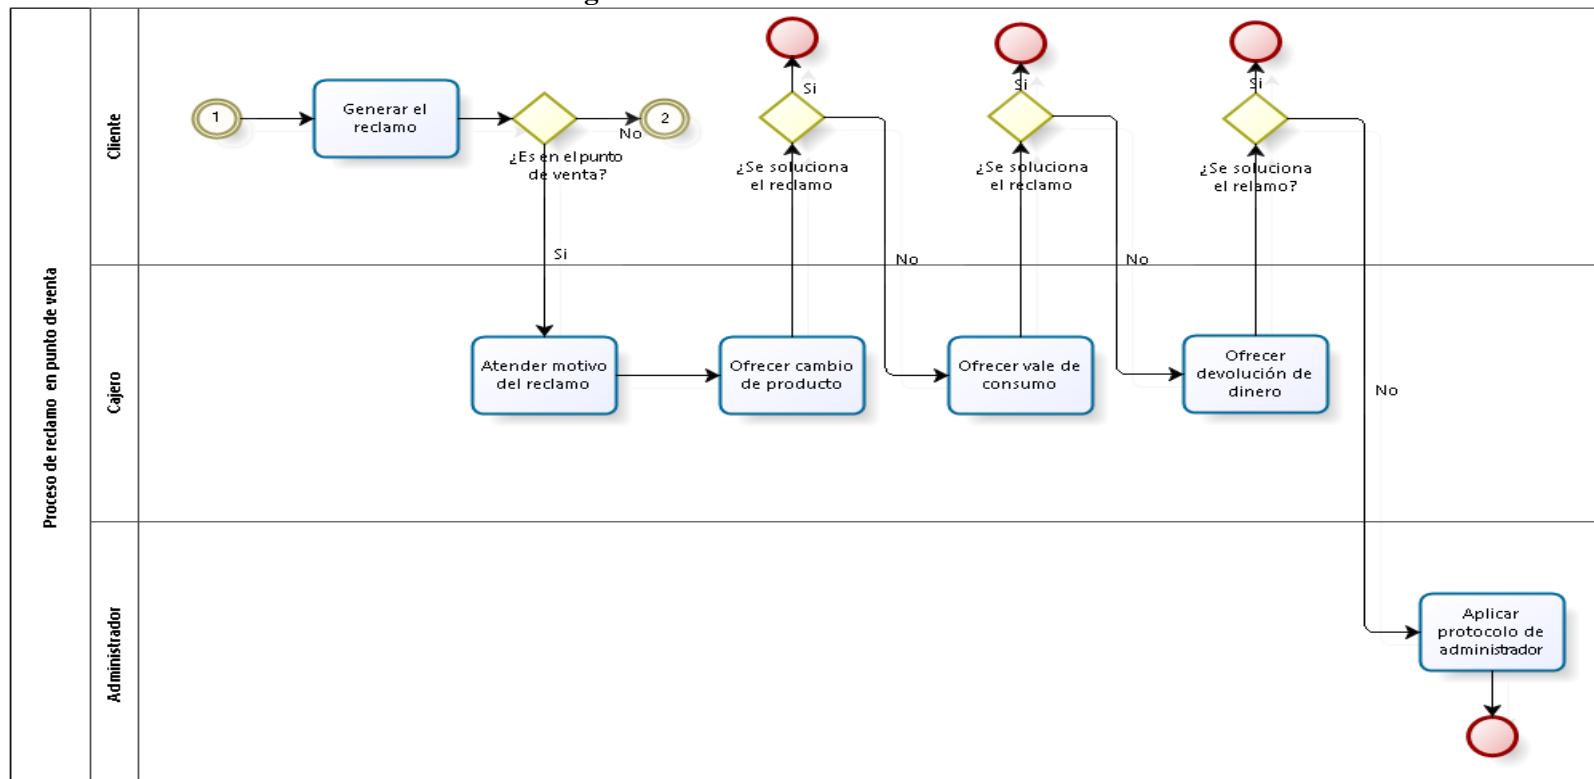 g
Proceso de reclamo en punto de venta
Cliente
1
Generar el
reclamo
¿Es en el punto
de venta?
No
2
Si
Si
¿Se soluciona
el reclamo
No
Si
¿Se soluciona
el reclamo
No
Si
¿Se soluciona
el relamo?
No
Cajero
Atender motivo
del reclamo
Ofrecer cambio
de producto
Ofrecer vale de
consumo
Ofrecer
devolución de
dinero
Administrador
Aplicar
protocolo de
administrador